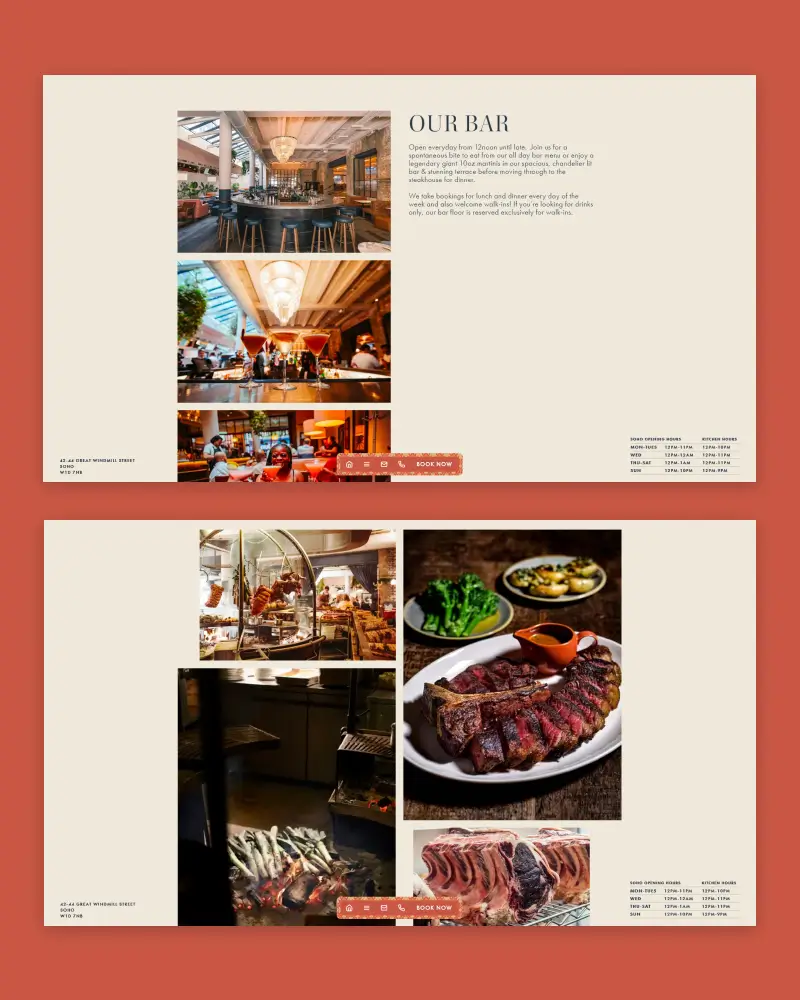 OUR BAR
Open everyday from 12noon until late. Join us for a
spontaneous bite to eat from our all day bar menu or enjoy a
legendary giant 10oz martinis in our spacious, chandelier lit
bar & stunning terrace before moving through to the
steakhouse for dinner.
We take bookings for lunch and dinner every day of the
week and also welcome walk-ins! If you're looking for drinks
only, our bar floor is reserved exclusively for walk-ins.
42-44 GREAT WINDMILL STREET
SOHO
W1D 7NB
BOOK NOW
SOHO OPENING HOURS KITCHEN HOURS
MON-TUES 12PM-11PM 12PM-10PM
WED 12PM-12AM 12PM-11PM
THU-SAT 12PM-1AM 12PM-11PM
SUN 12PM-10PM 12PM-9PM
42-44 GREAT WINDMILL STREET
SOHO
W1D 7NB
BOOK NOW
SOHO OPENING HOURS KITCHEN HOURS
MON-TUES 12PM-11PM 12PM-10PM
WED 12PM-12AM 12PM-11PM
THU-SAT 12PM-1AM 12PM-11PM
SUN 12PM-10PM 12PM-9PM